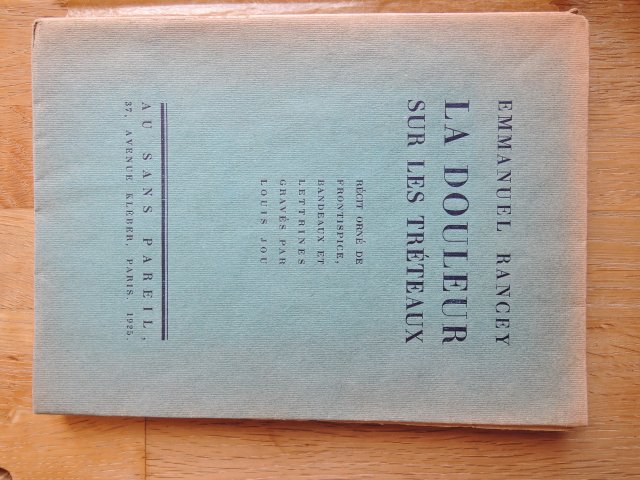 EMMANUEL RANCEY
LA DOULEUR
SUR LES TRÉTEAUX
RÉCIT ORNÉ DE
FRONTISPICE,
BANDEAUX ET
LETTRINES
GRAVÉS PAR
LOUIS JOU
AU SANS PAREIL,
37, AVENUE KLÉBER, PARIS. 1925.